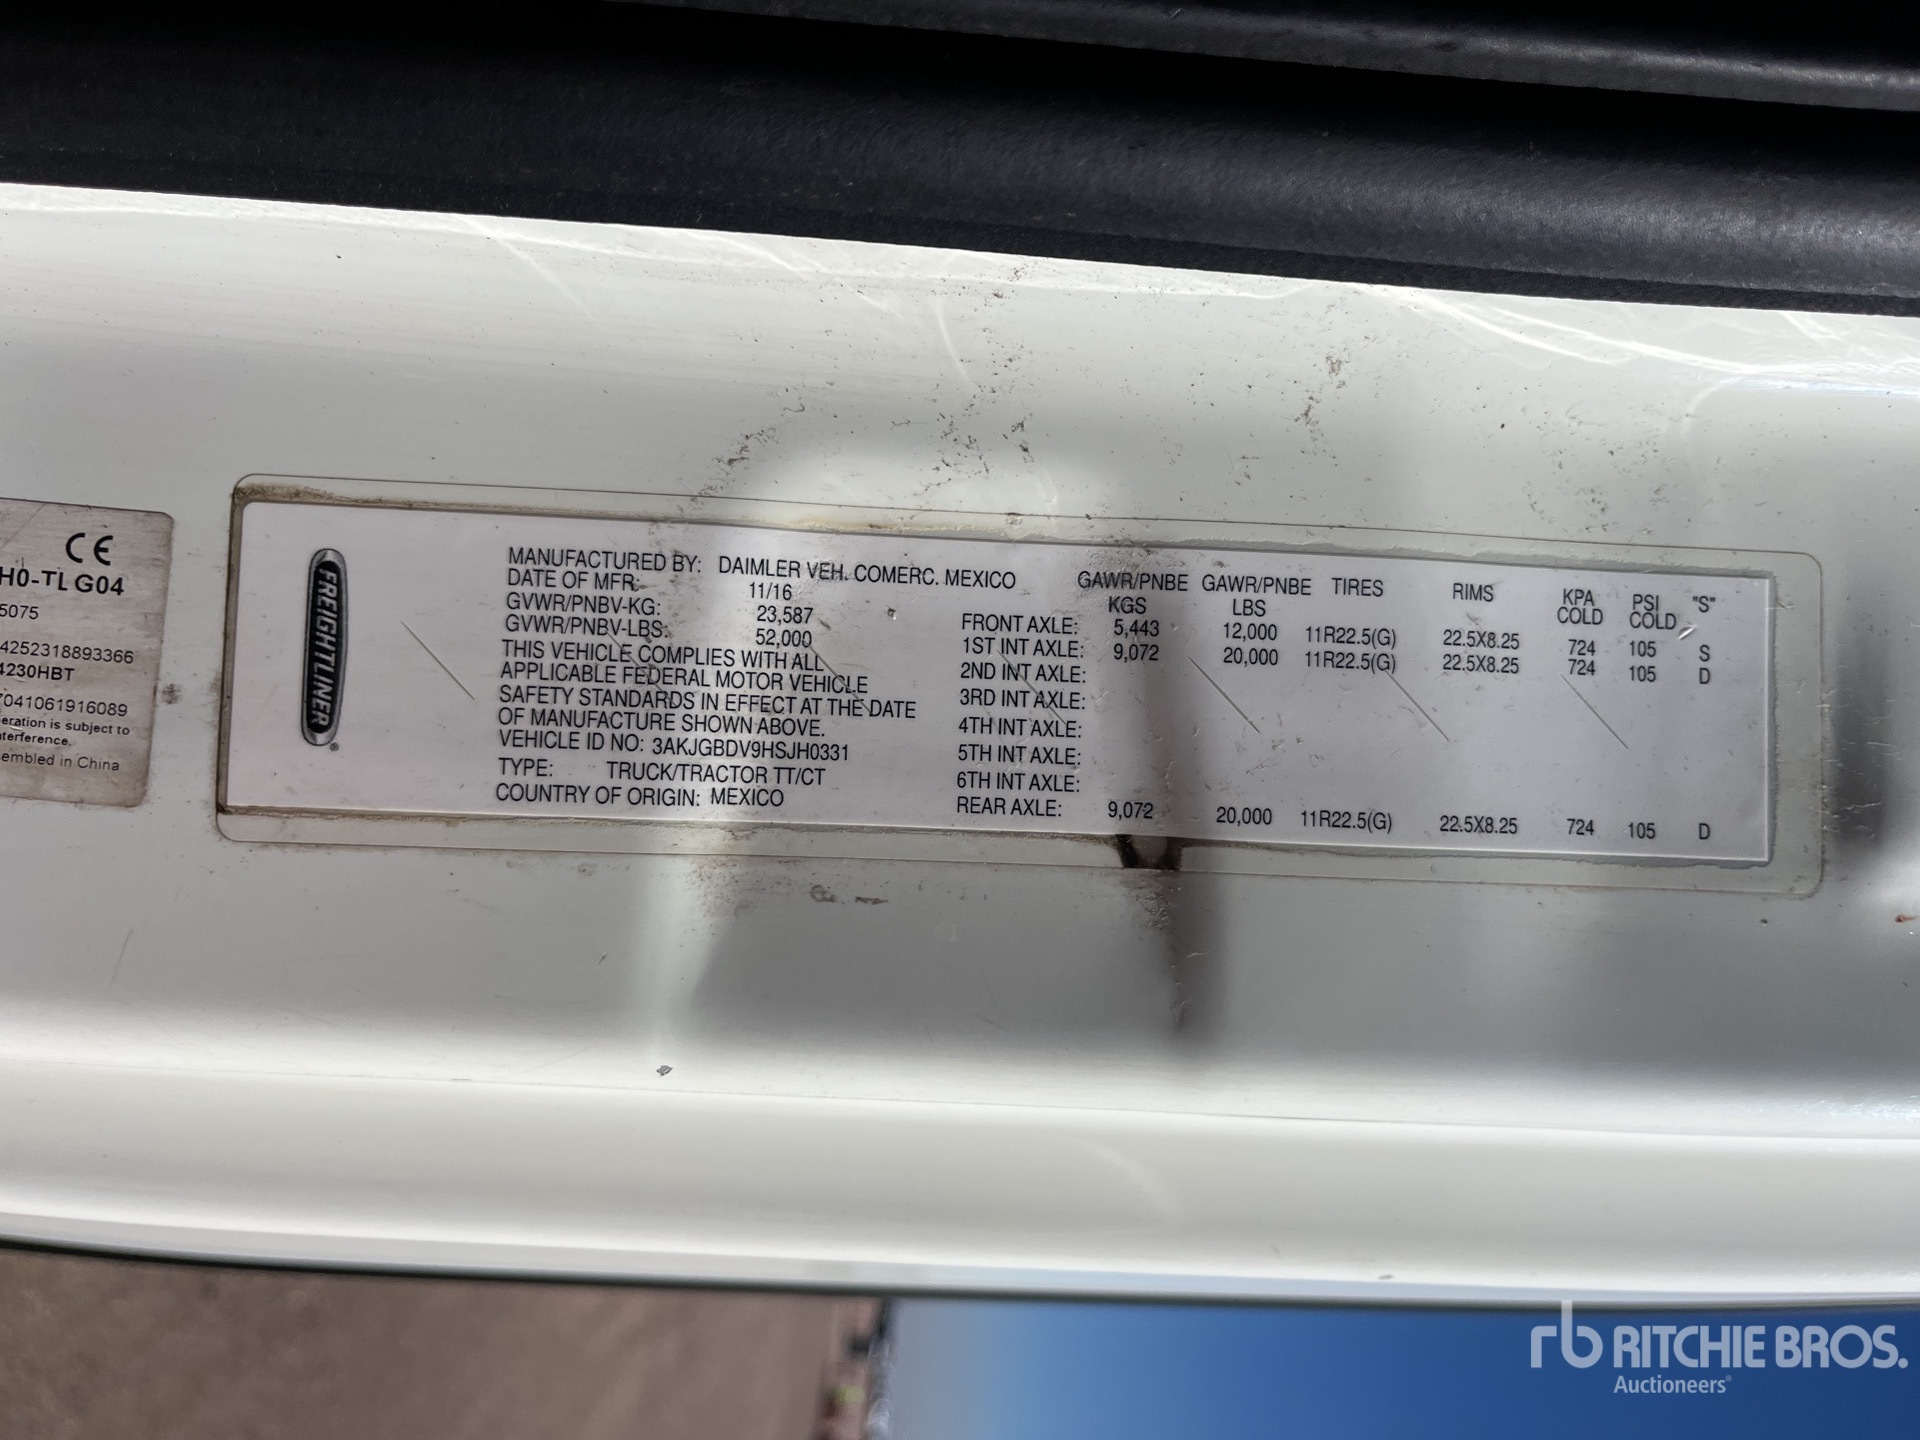 CE
H0-TLG04
5075
4252318893366
4230HBT
7041061916089
eration is subject to
terference.
embled in China
FREIGHTLINER
MANUFACTURED BY: DAIMLER VEH. COMERC. MEXICO
DATE OF MFR: 11/16
GVWR/PNBV-KG: 23,587
GVWR/PNBV-LBS: 52,000
THIS VEHICLE COMPLIES WITH ALL
APPLICABLE FEDERAL MOTOR VEHICLE
SAFETY STANDARDS IN EFFECT AT THE DATE
OF MANUFACTURE SHOWN ABOVE.
VEHICLE ID NO: 3AKJGBDV9HSJH0331
TYPE: TRUCK/TRACTOR TT/CT
COUNTRY OF ORIGIN: MEXICO
GAWR/PNBE KGS GAWR/PNBE LBS TIRES RIMS KPA COLD PSI COLD "S"
FRONT AXLE: 5,443 12,000 11R22.5(G) 22.5X8.25 724 105 S
1ST INT AXLE: 9,072 20,000 11R22.5(G) 22.5X8.25 724 105 D
2ND INT AXLE:
3RD INT AXLE:
4TH INT AXLE:
5TH INT AXLE:
6TH INT AXLE:
REAR AXLE: 9,072 20,000 11R22.5(G) 22.5X8.25 724 105 D
rb RITCHIE BROS.
Auctioneers